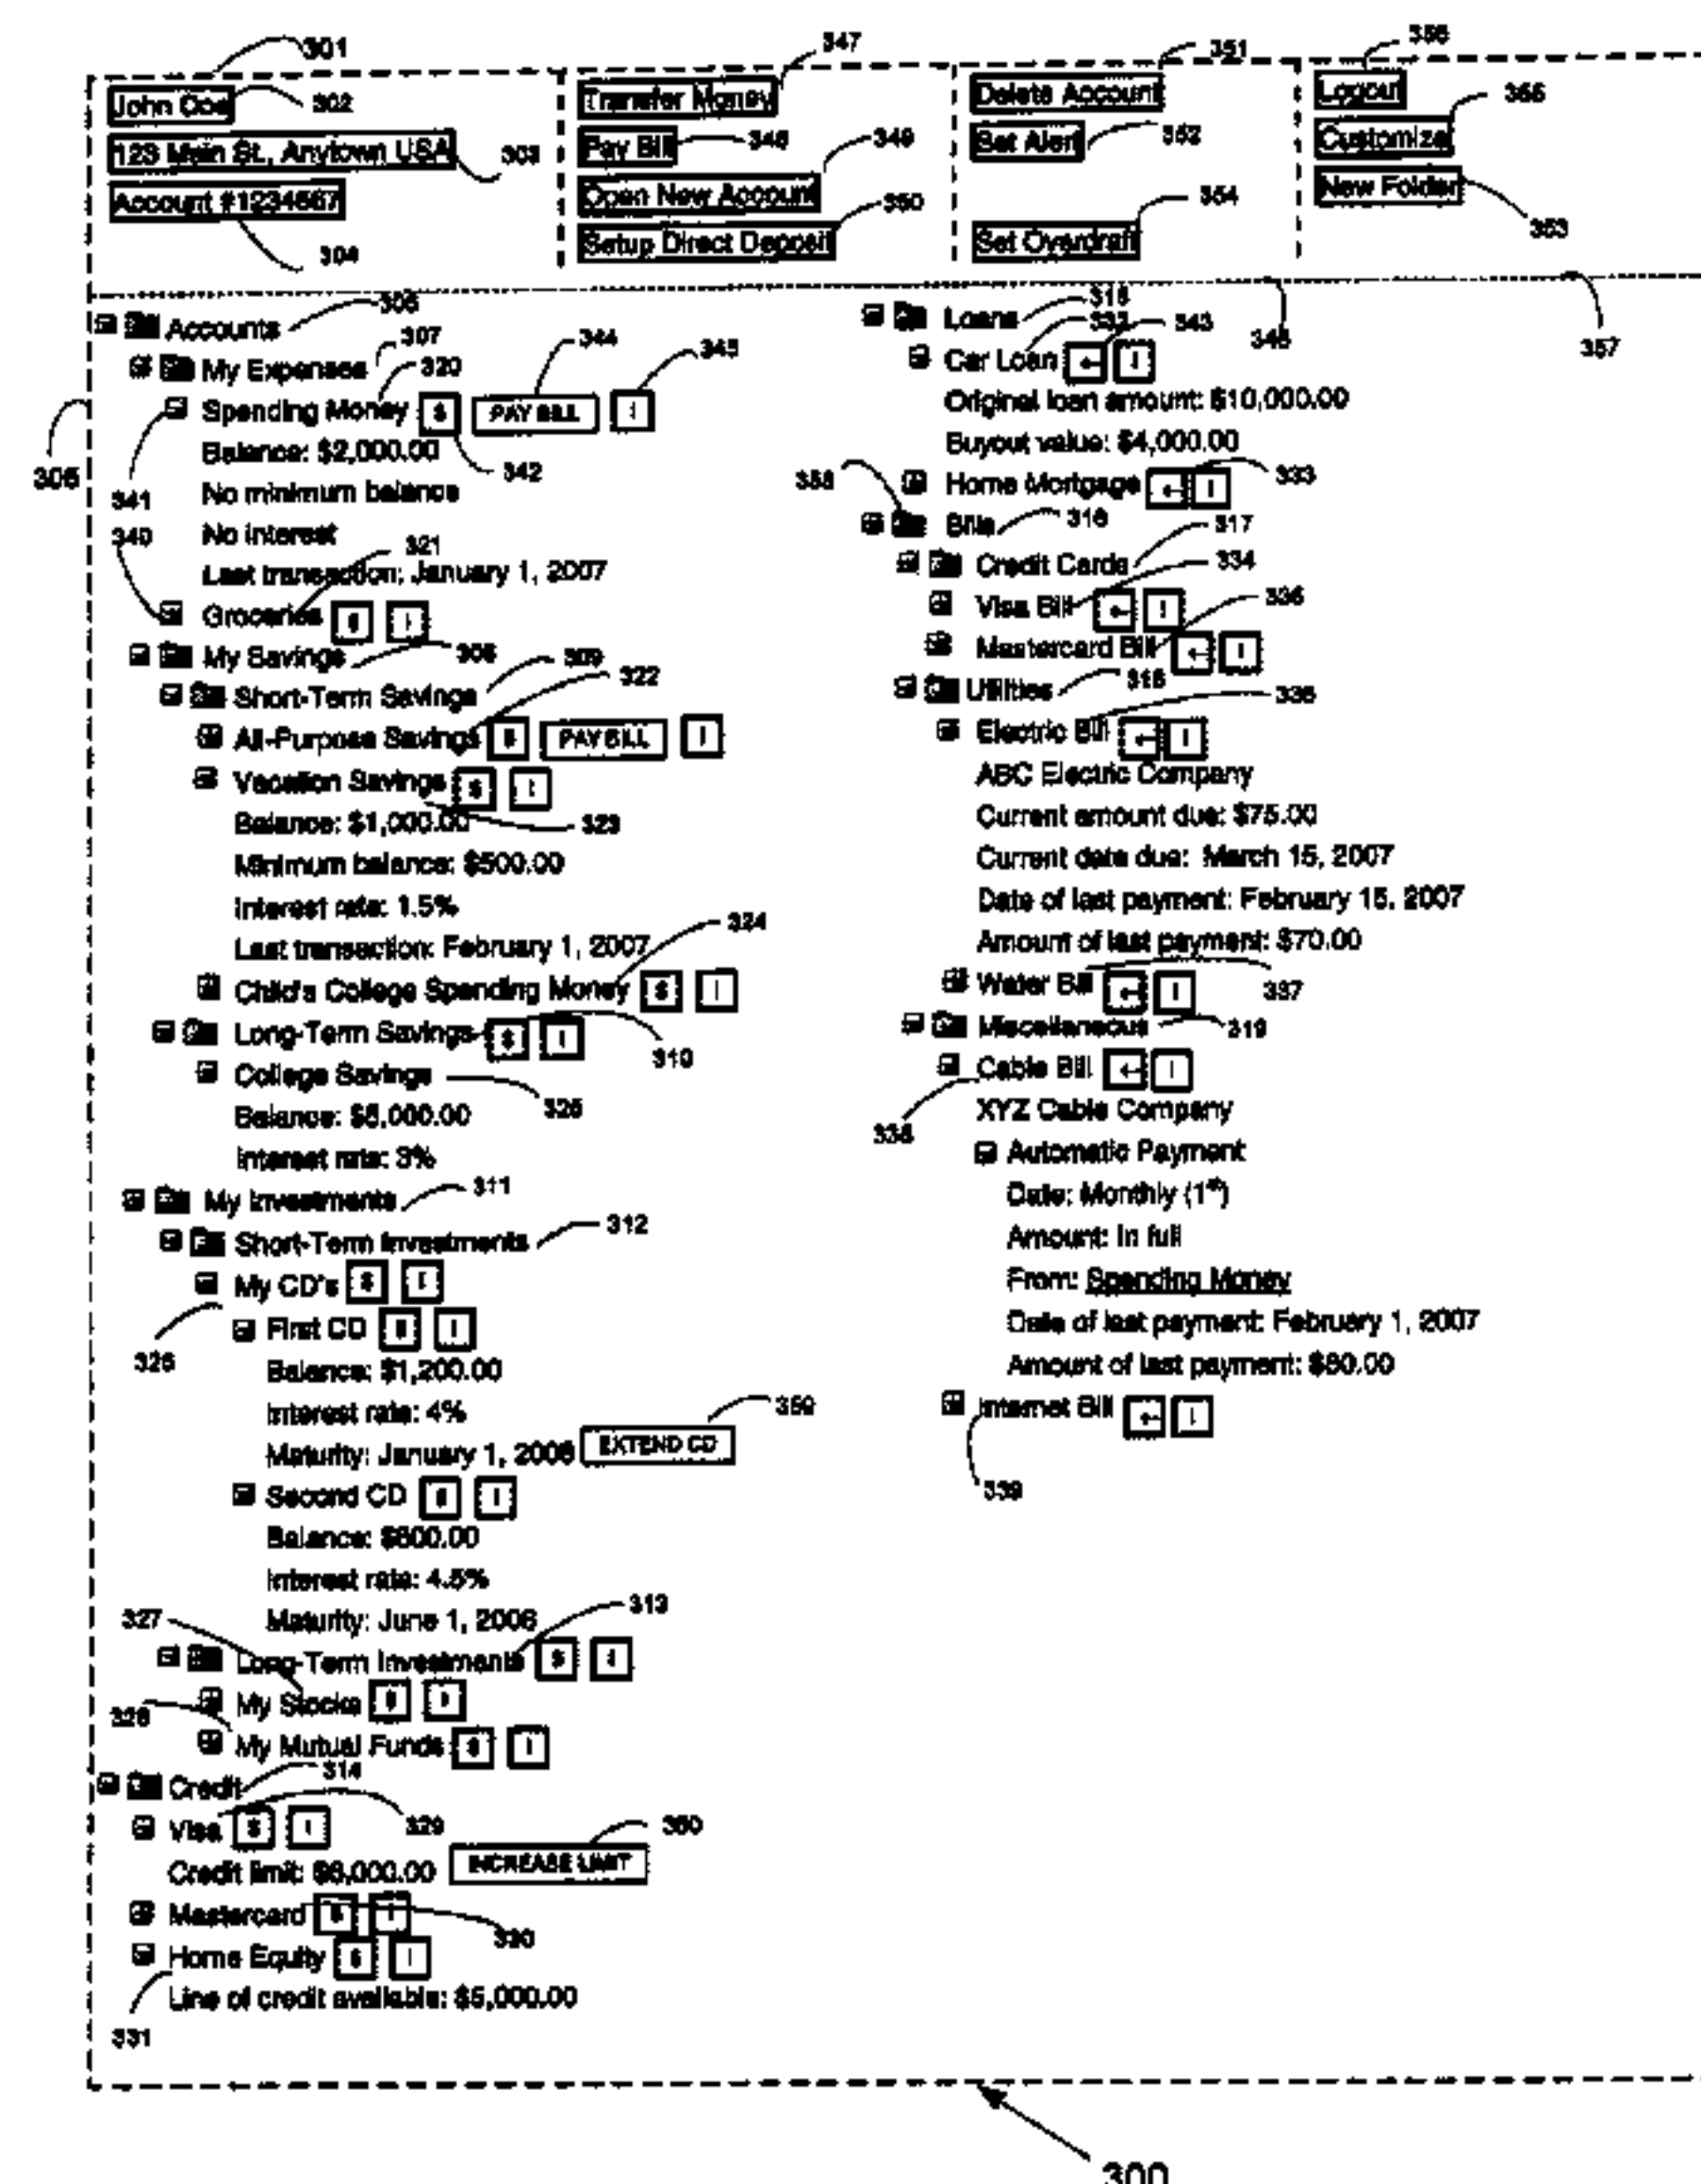 301
302
John Doe
123 Main St., Anytown USA
303
Account #1234567
304
347
Transfer Money
Pay Bill
348
349
Open New Account
350
Setup Direct Deposit
351
Delete Account
Set Alert
352
354
Set Overdraft
356
Logout
355
Customize
New Folder
353
346
357
305
Accounts
306
My Expenses
307
320
344
345
Spending Money $ PAY BILL I
Balance: $2,000.00
342
341
No minimum balance
340
No interest
321
Last transaction: January 1, 2007
Groceries $ I
My Savings
308
309
Short-Term Savings
322
All-Purpose Savings $ PAY BILL I
Vacation Savings $ I
Balance: $1,000.00
323
Minimum balance: $500.00
Interest rate: 1.5%
324
Last transaction: February 1, 2007
Child's College Spending Money $ I
Long-Term Savings $ I
310
College Savings
325
Balance: $5,000.00
Interest rate: 3%
My Investments
311
312
Short-Term Investments
My CD's $ I
326
First CD $ I
Balance: $1,200.00
Interest rate: 4%
359
Maturity: January 1, 2008 EXTEND CD
Second CD $ I
Balance: $600.00
Interest rate: 4.5%
Maturity: June 1, 2008
327
313
Long-Term Investments $ I
My Stocks $ I
328
My Mutual Funds $ I
Credit
314
Visa $ I
329
360
Credit limit: INCREASE LIMIT
Mastercard $ I
330
Home Equity $ I
Line of credit available: $5,000.00
331
315
Loans
332
343
Car Loan ← I
Original loan amount: $10,000.00
Buyout value: $4,000.00
358
Home Mortgage ← I
333
Bills
316
317
Credit Cards
334
Visa Bill ← I
335
Mastercard Bill ← I
Utilities
318
336
Electric Bill ← I
ABC Electric Company
Current amount due: $75.00
Current date due: March 15, 2007
Date of last payment: February 15, 2007
Amount of last payment: $70.00
Water Bill ← I
337
Miscellaneous
319
Cable Bill ← I
338
XYZ Cable Company
Automatic Payment
Date: Monthly (1st)
Amount: In full
From: Spending Money
Date of last payment: February 1, 2007
Amount of last payment: $80.00
Internet Bill ← I
339
300